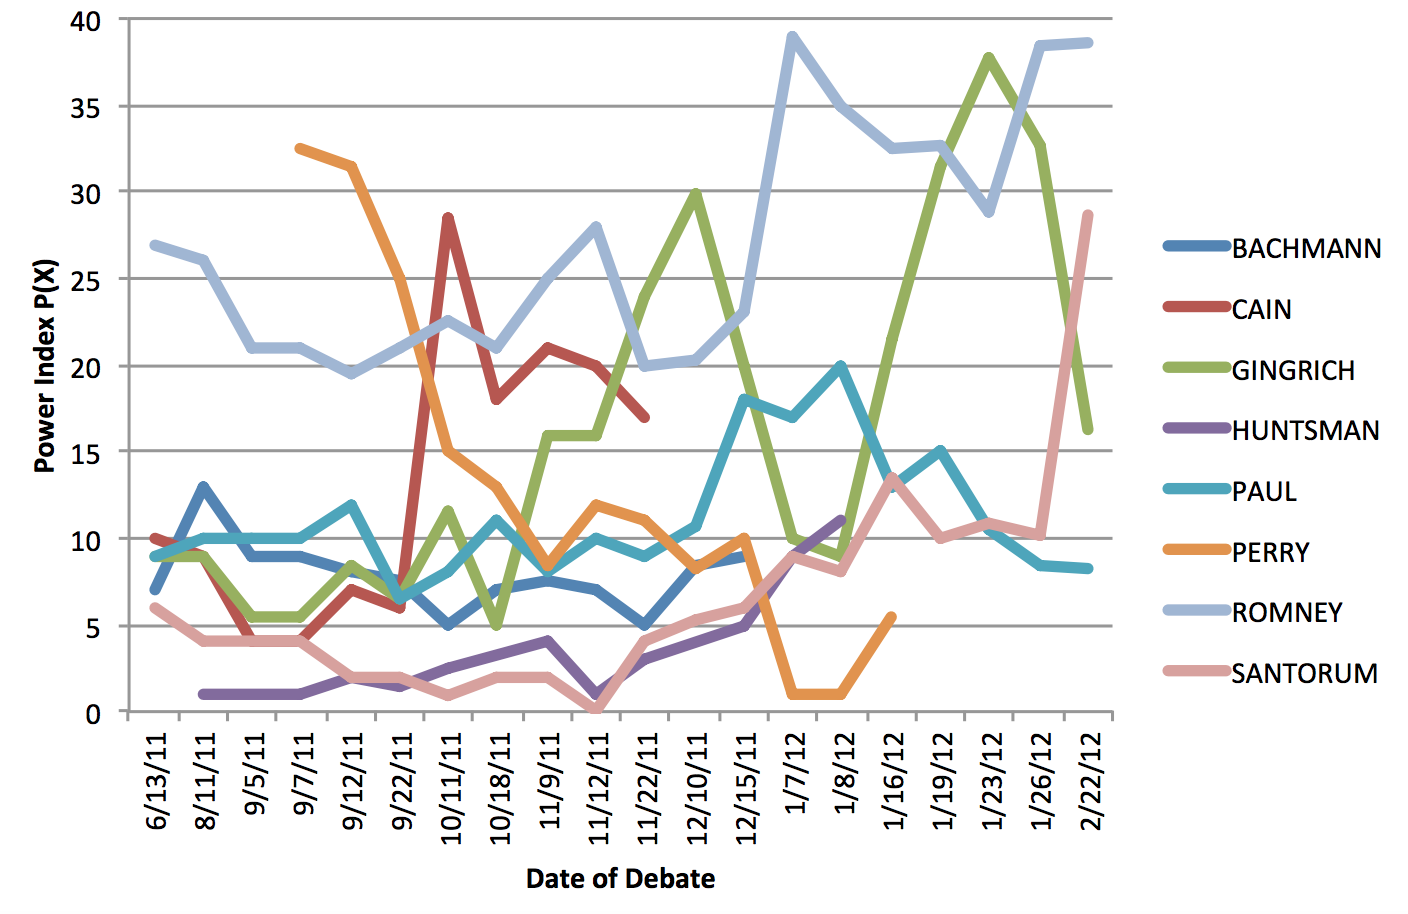 40
35
30
25
20
15
10
5
0
Power Index P(X)
6/13/11
8/11/11
9/5/11
9/7/11
9/12/11
9/22/11
10/11/11
10/18/11
11/9/11
11/12/11
11/22/11
12/10/11
12/15/11
1/7/12
1/8/12
1/16/12
1/19/12
1/23/12
1/26/12
2/22/12
Date of Debate
BACHMANN
CAIN
GINGRICH
HUNTSMAN
PAUL
PERRY
ROMNEY
SANTORUM